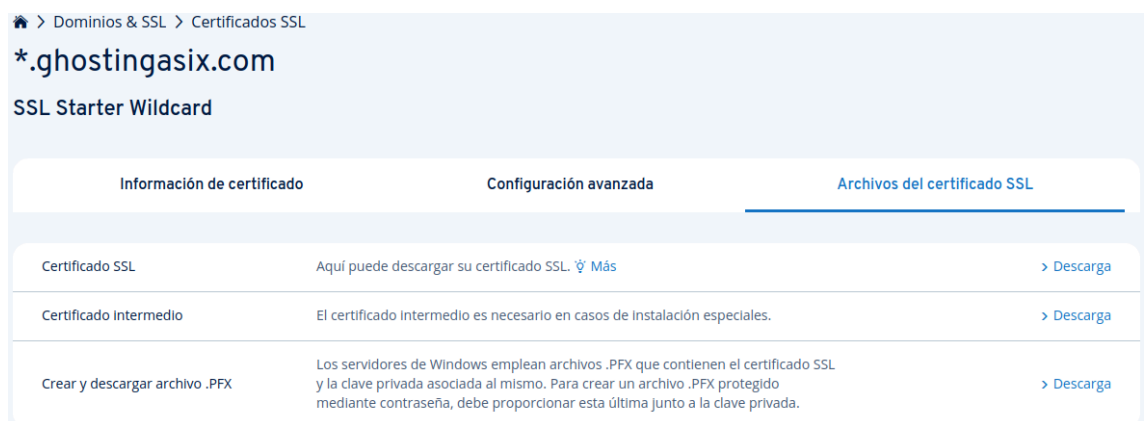 > Dominios & SSL > Certificados SSL
*.ghostingasix.com
SSL Starter Wildcard
Información de certificado Configuración avanzada Archivos del certificado SSL
Certificado SSL Aquí puede descargar su certificado SSL. Más > Descarga
Certificado intermedio El certificado intermedio es necesario en casos de instalación especiales. > Descarga
Los servidores de Windows emplean archivos .PFX que contienen el certificado SSL
Crear y descargar archivo .PFX y la clave privada asociada al mismo. Para crear un archivo .PFX protegido > Descarga
mediante contraseña, debe proporcionar esta última junto a la clave privada.